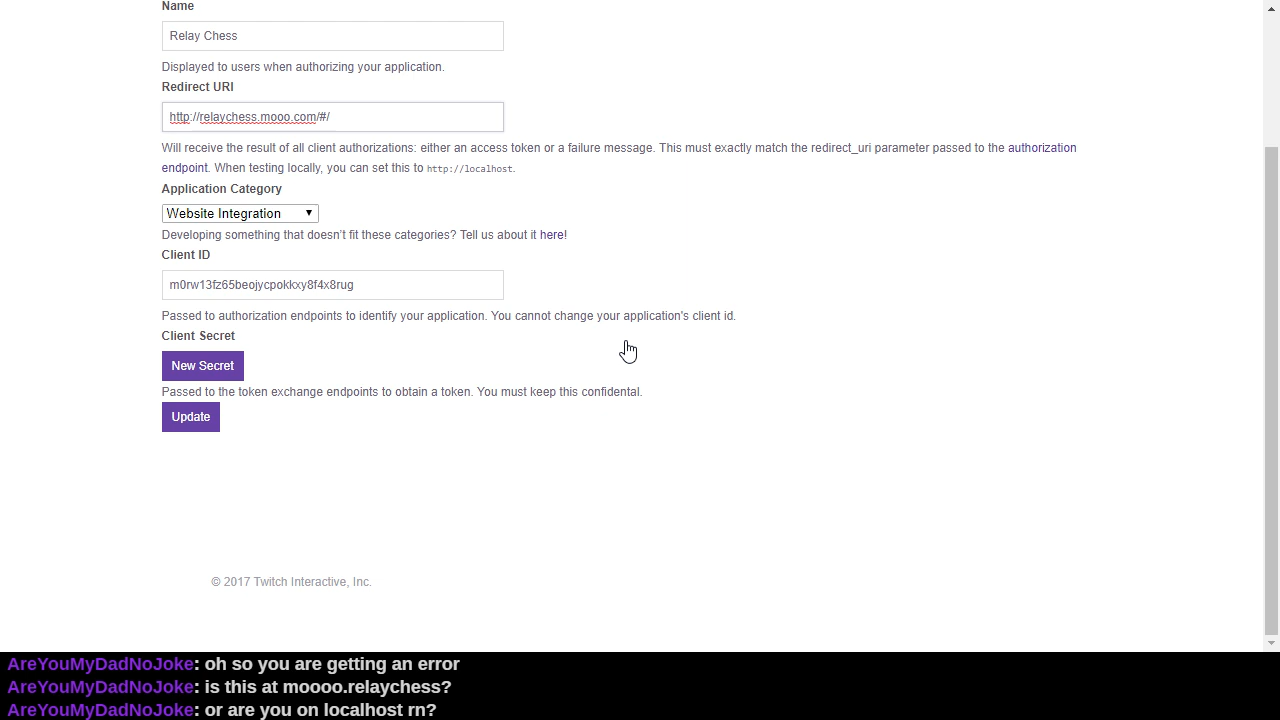 Name
Relay Chess
Displayed to users when authorizing your application.
Redirect URI
http://relaychess.mooo.com/#/
Will receive the result of all client authorizations: either an access token or a failure message. This must exactly match the redirect_uri parameter passed to the authorization
endpoint. When testing locally, you can set this to http://localhost.
Application Category
Website Integration
Developing something that doesn't fit these categories? Tell us about it here!
Client ID
m0rw13fz65beojycpokkxy8f4x8rug
Passed to authorization endpoints to identify your application. You cannot change your application's client id.
Client Secret
New Secret
Passed to the token exchange endpoints to obtain a token. You must keep this confidental.
Update
© 2017 Twitch Interactive, Inc.
AreYouMyDadNoJoke: oh so you are getting an error
AreYouMyDadNoJoke: is this at moooo.relaychess?
AreYouMyDadNoJoke: or are you on localhost rn?